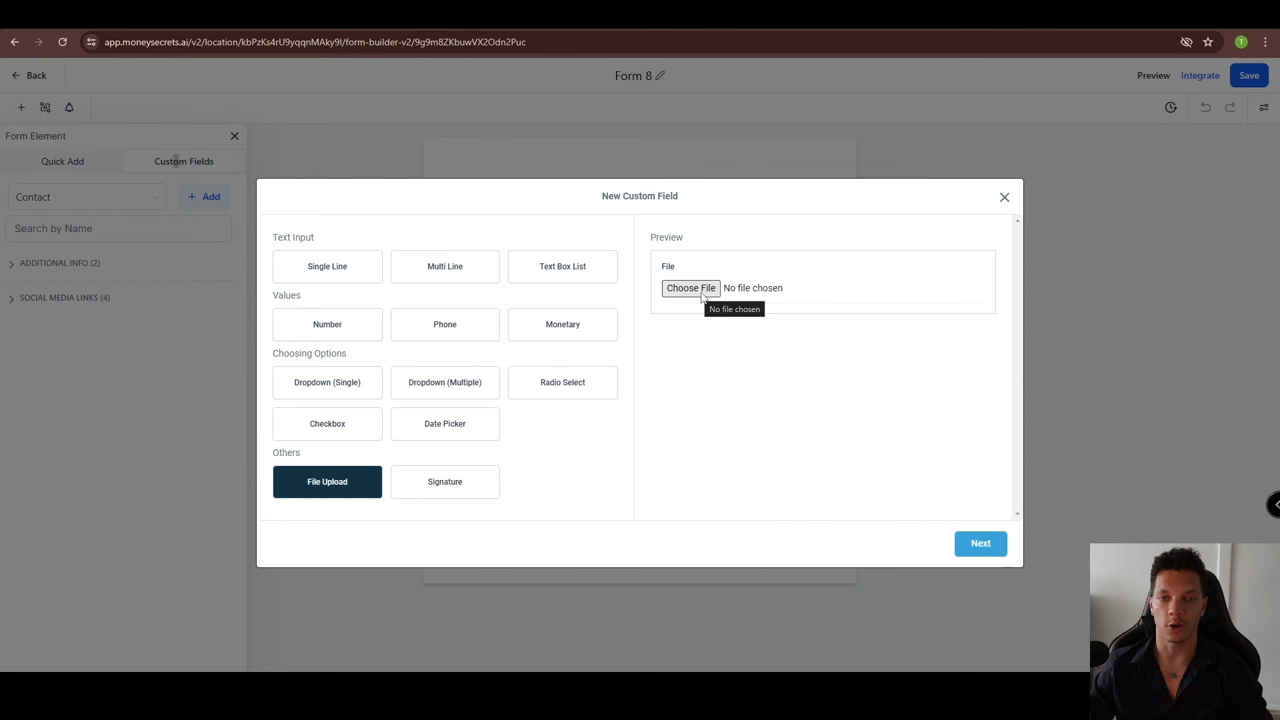 app.moneysecrets.ai/v2/location/kbPzKs4rU9yqqnMAky9l/form-builder-v2/9g9m8ZKbuwVX2Odn2Puc
T
Back
Form 8
Preview
Integrate
Save
Form Element
Quick Add
Custom Fields
Contact
+ Add
Search by Name
ADDITIONAL INFO (2)
SOCIAL MEDIA LINKS (4)
New Custom Field
Text Input
Single Line
Multi Line
Text Box List
Values
Number
Phone
Monetary
Choosing Options
Dropdown (Single)
Dropdown (Multiple)
Radio Select
Checkbox
Date Picker
Others
File Upload
Signature
Preview
File
Choose File No file chosen
No file chosen
Next